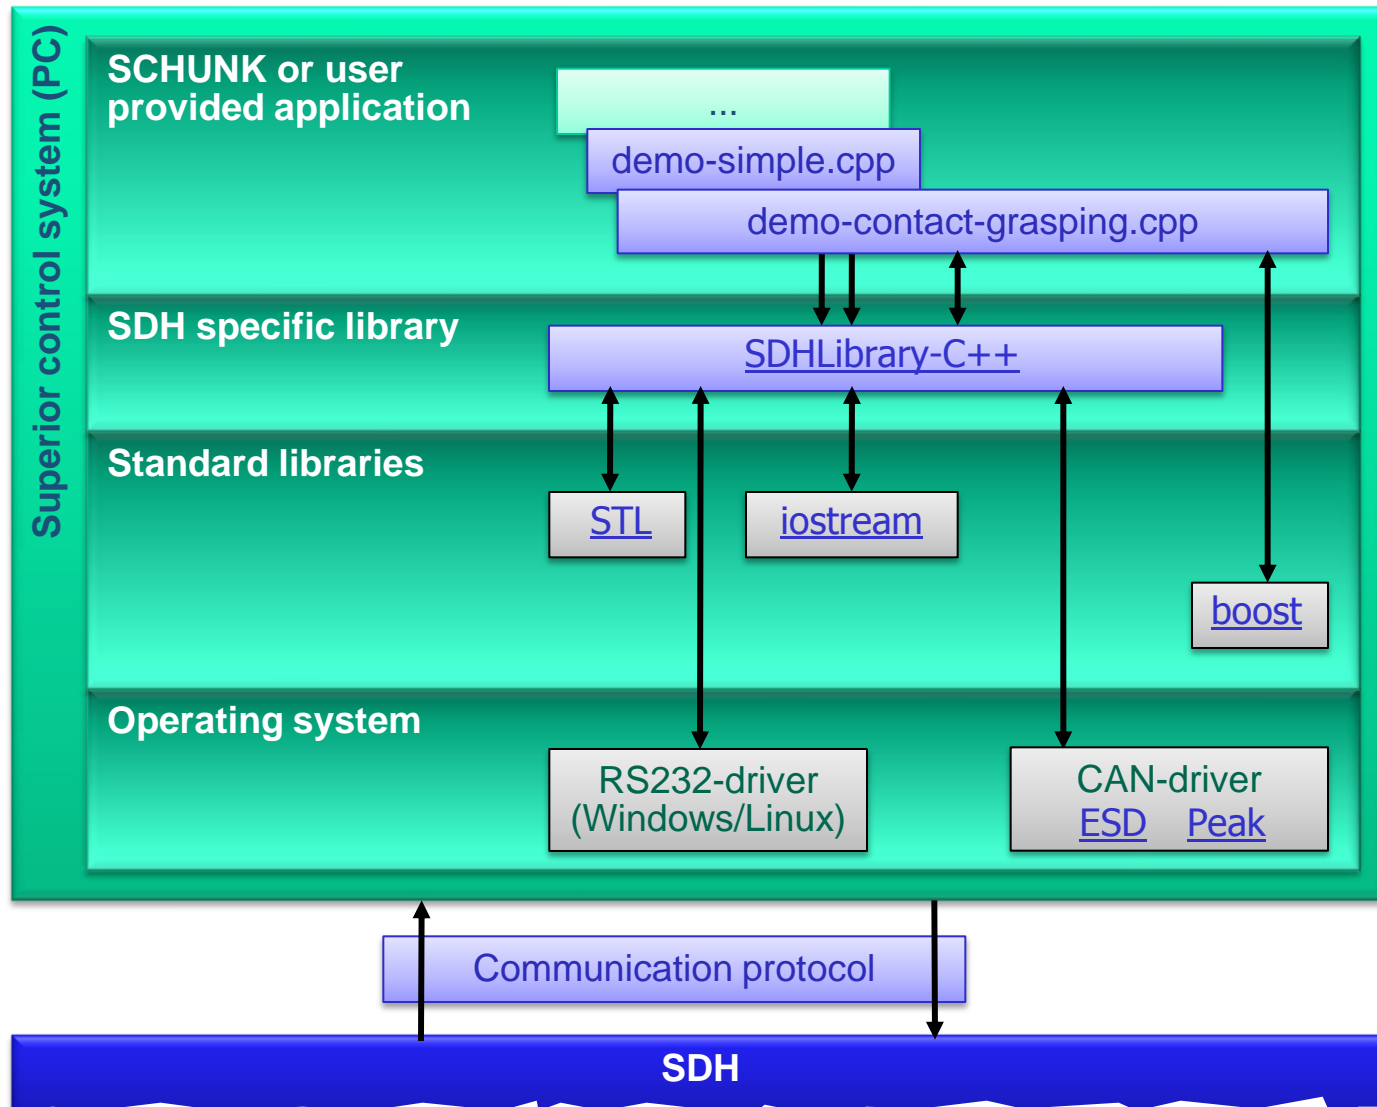 Superior control system (PC)
SCHUNK or user
provided application
...
demo-simple.cpp
demo-contact-grasping.cpp
SDH specific library
SDHLibrary-C++
Standard libraries
STL
iostream
boost
Operating system
RS232-driver
(Windows/Linux)
CAN-driver
ESD Peak
Communication protocol
SDH